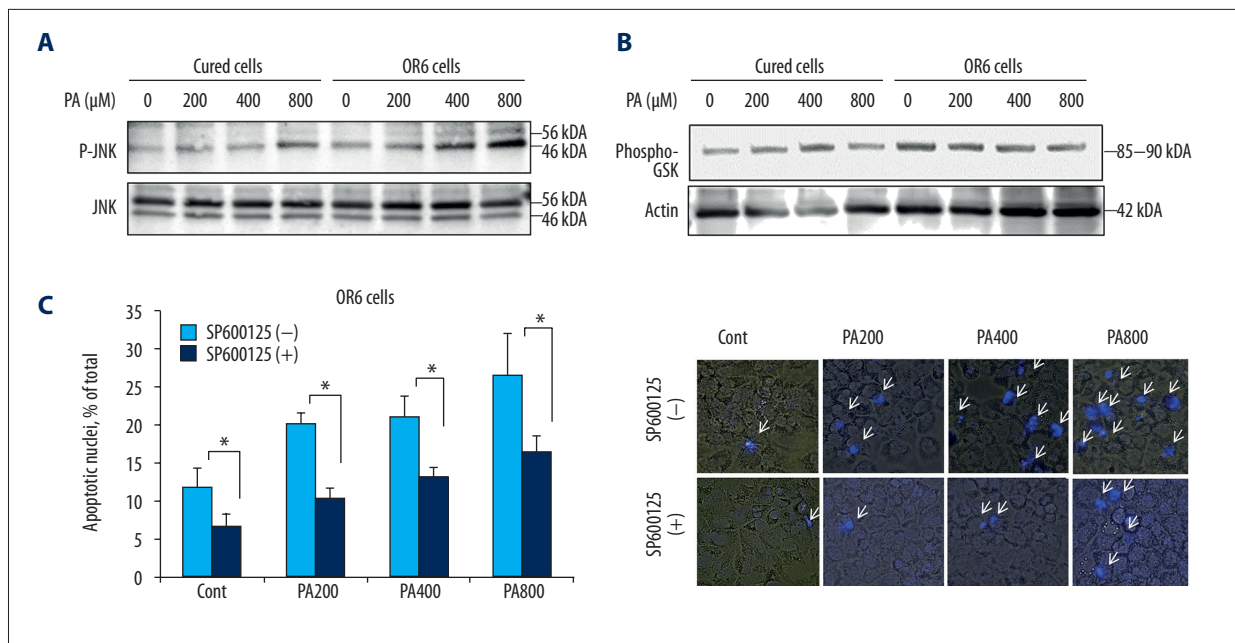 A
Cured cells OR6 cells
PA (µM) 0 200 400 800 0 200 400 800
P-JNK
56 kDA
46 kDA
JNK
56 kDA
46 kDA
B
Cured cells OR6 cells
PA (µM) 0 200 400 800 0 200 400 800
Phospho-
GSK
85–90 kDA
Actin
42 kDA
C
OR6 cells
Apoptotic nuclei, % of total
35
30
25
20
15
10
5
0
SP600125 (–)
SP600125 (+)
* * * *
Cont PA200 PA400 PA800
Cont PA200 PA400 PA800
SP600125
(–)
SP600125
(+)